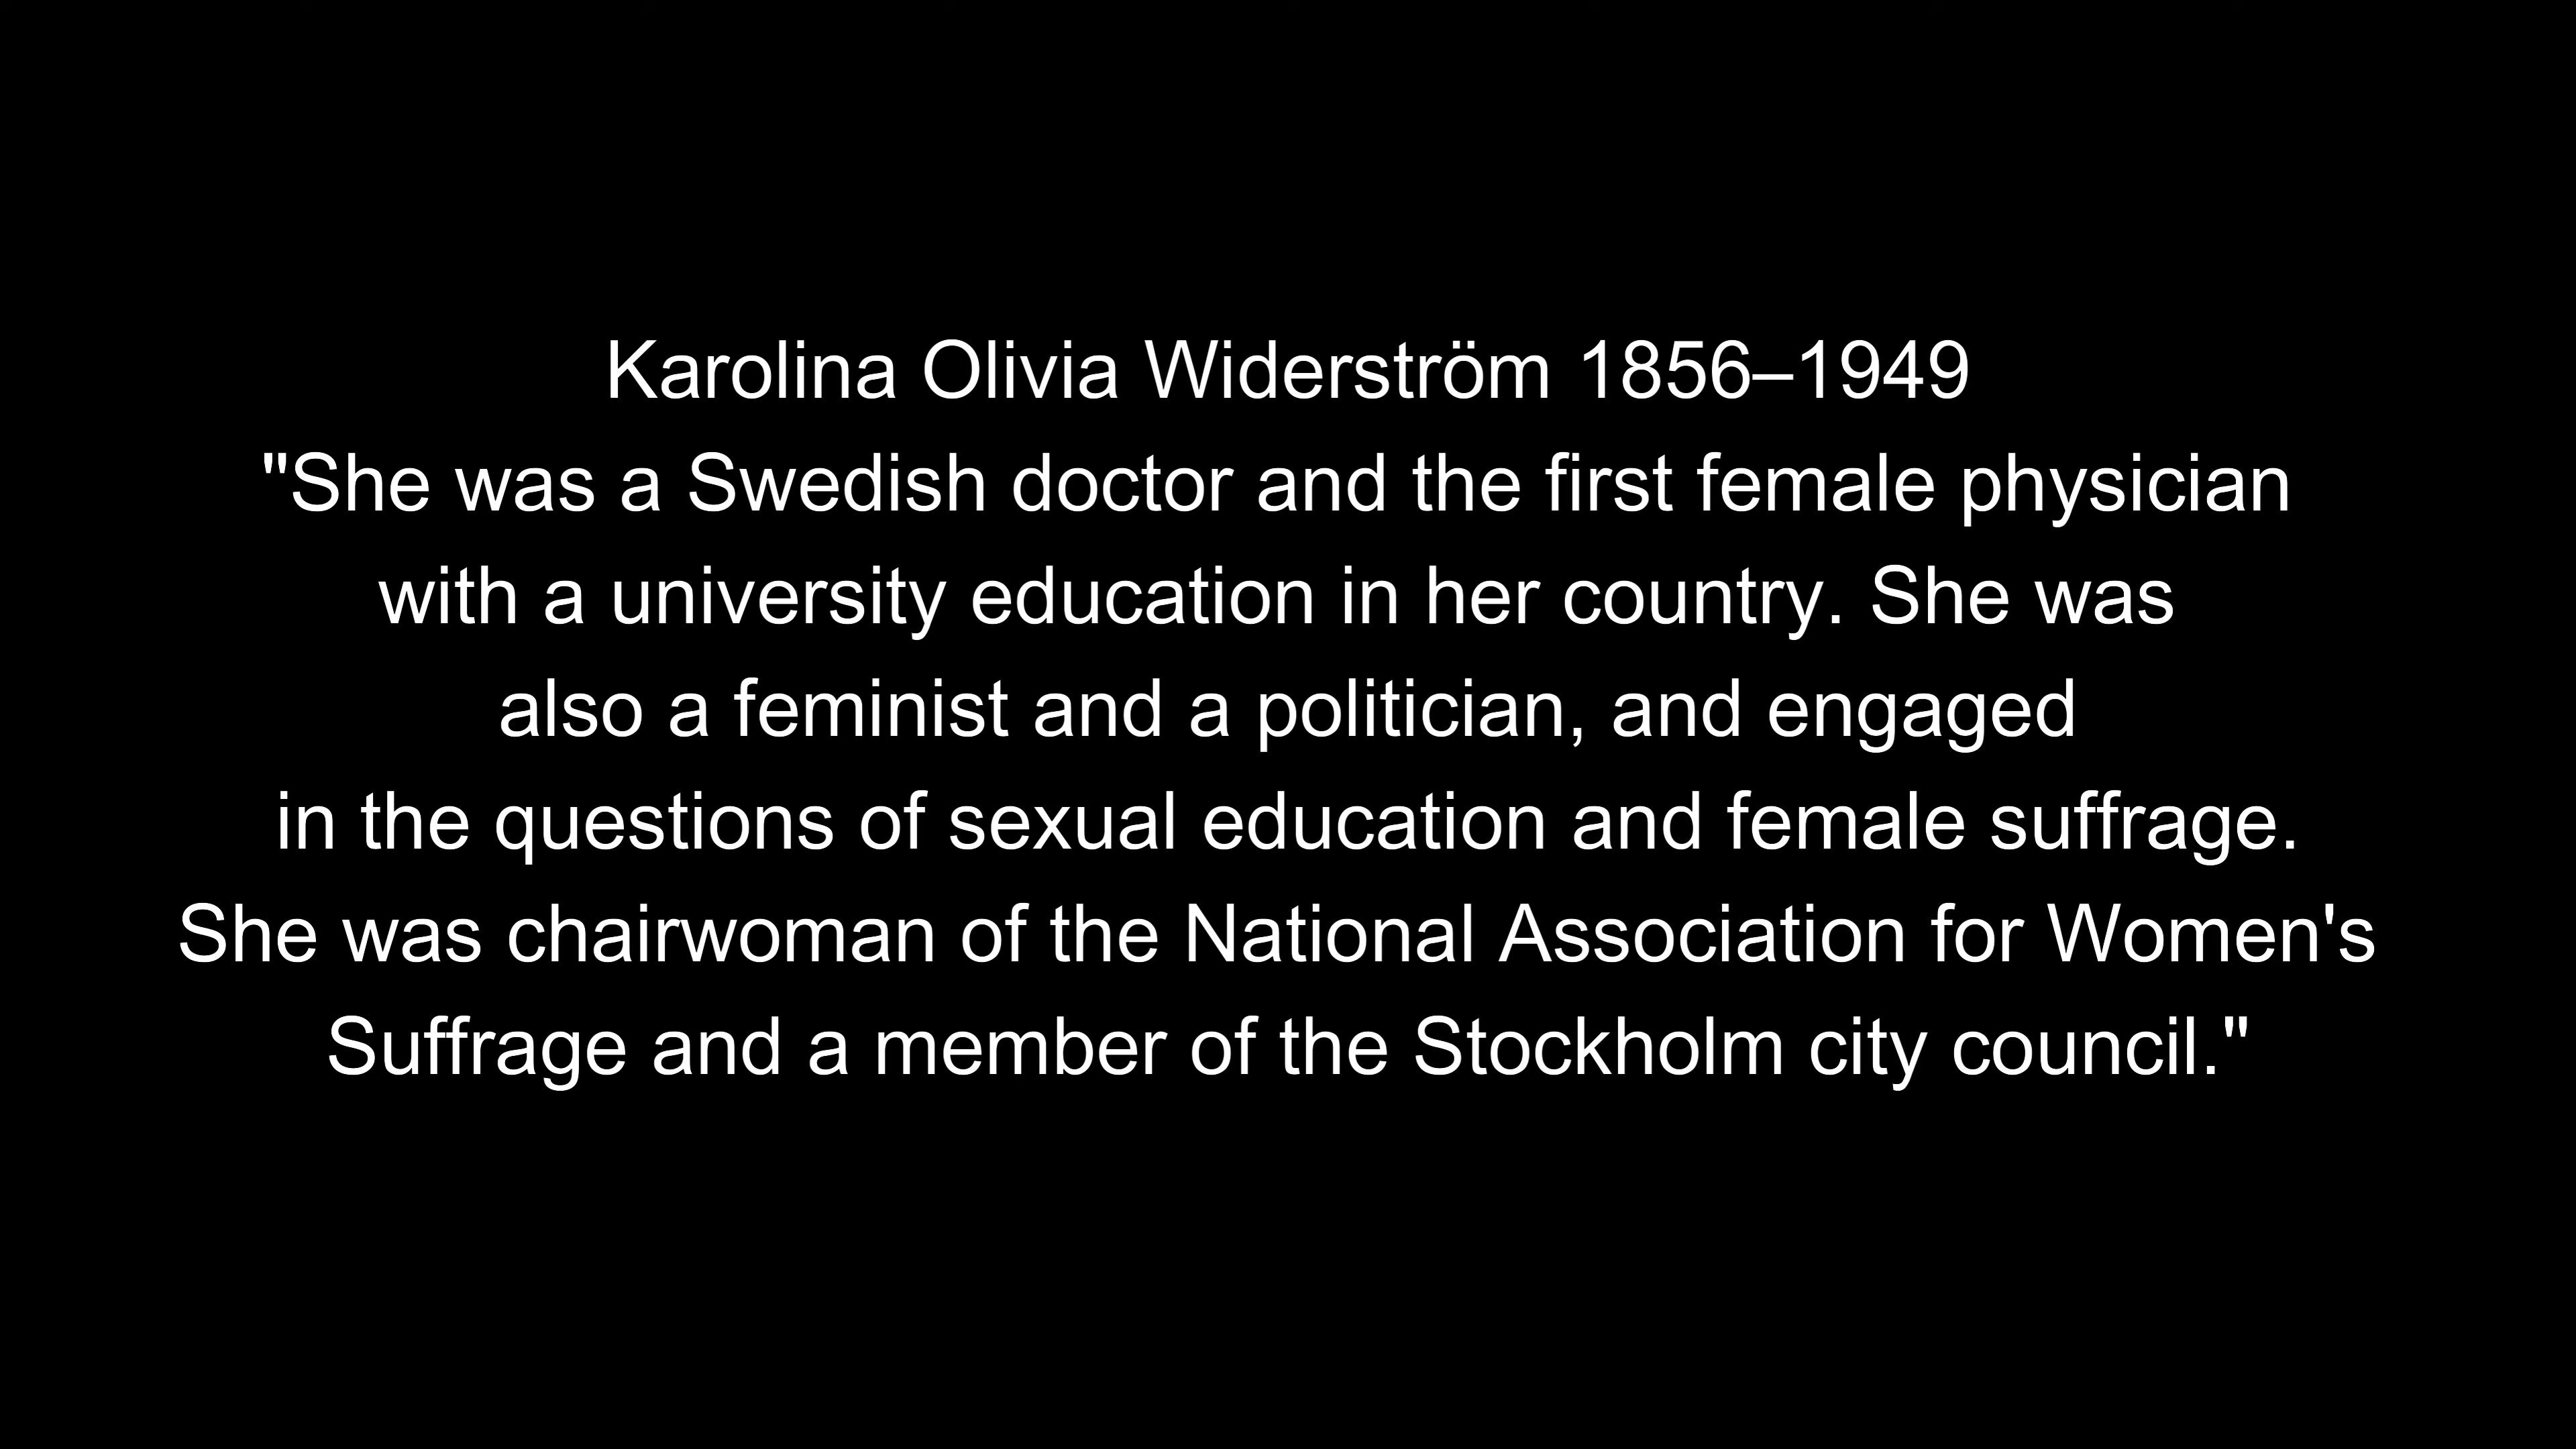 Karolina Olivia Widerström 1856–1949
"She was a Swedish doctor and the first female physician
with a university education in her country. She was
also a feminist and a politician, and engaged
in the questions of sexual education and female suffrage.
She was chairwoman of the National Association for Women's
Suffrage and a member of the Stockholm city council."